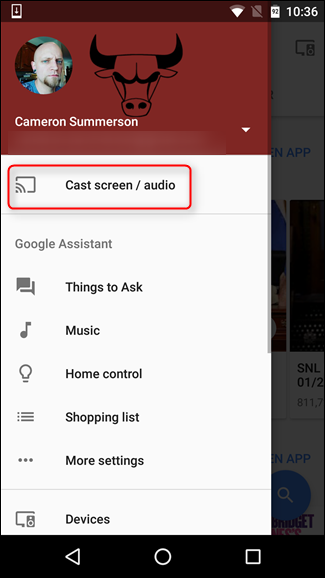 92 10:36
R
Cameron Summerson
EN APP
Cast screen / audio
Google Assistant
Things to Ask
Music
Home control
SNL
01/2
Shopping list
811,7
More settings
EN APP
Devices